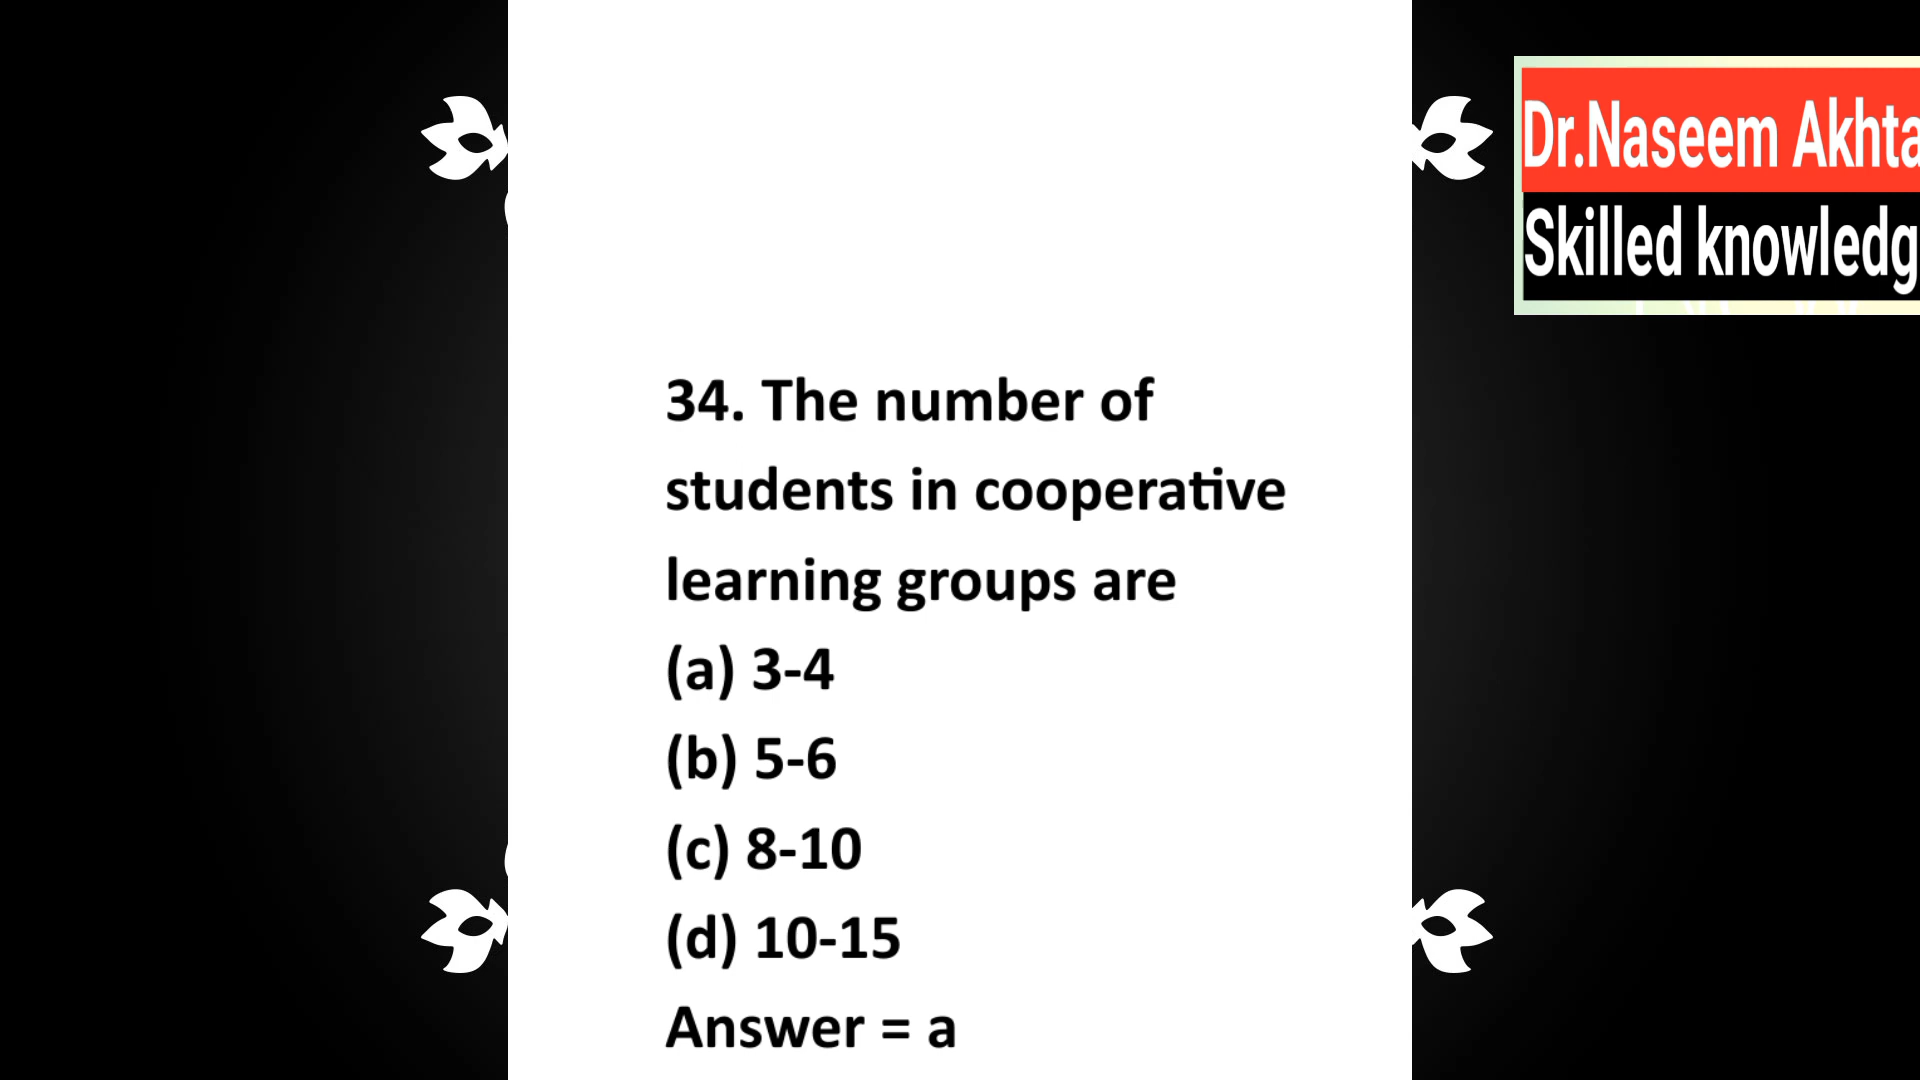 Dr.Naseem Akhta
Skilled knowledg
34. The number of
students in cooperative
learning groups are
(a) 3-4
(b) 5-6
(c) 8-10
(d) 10-15
Answer = a